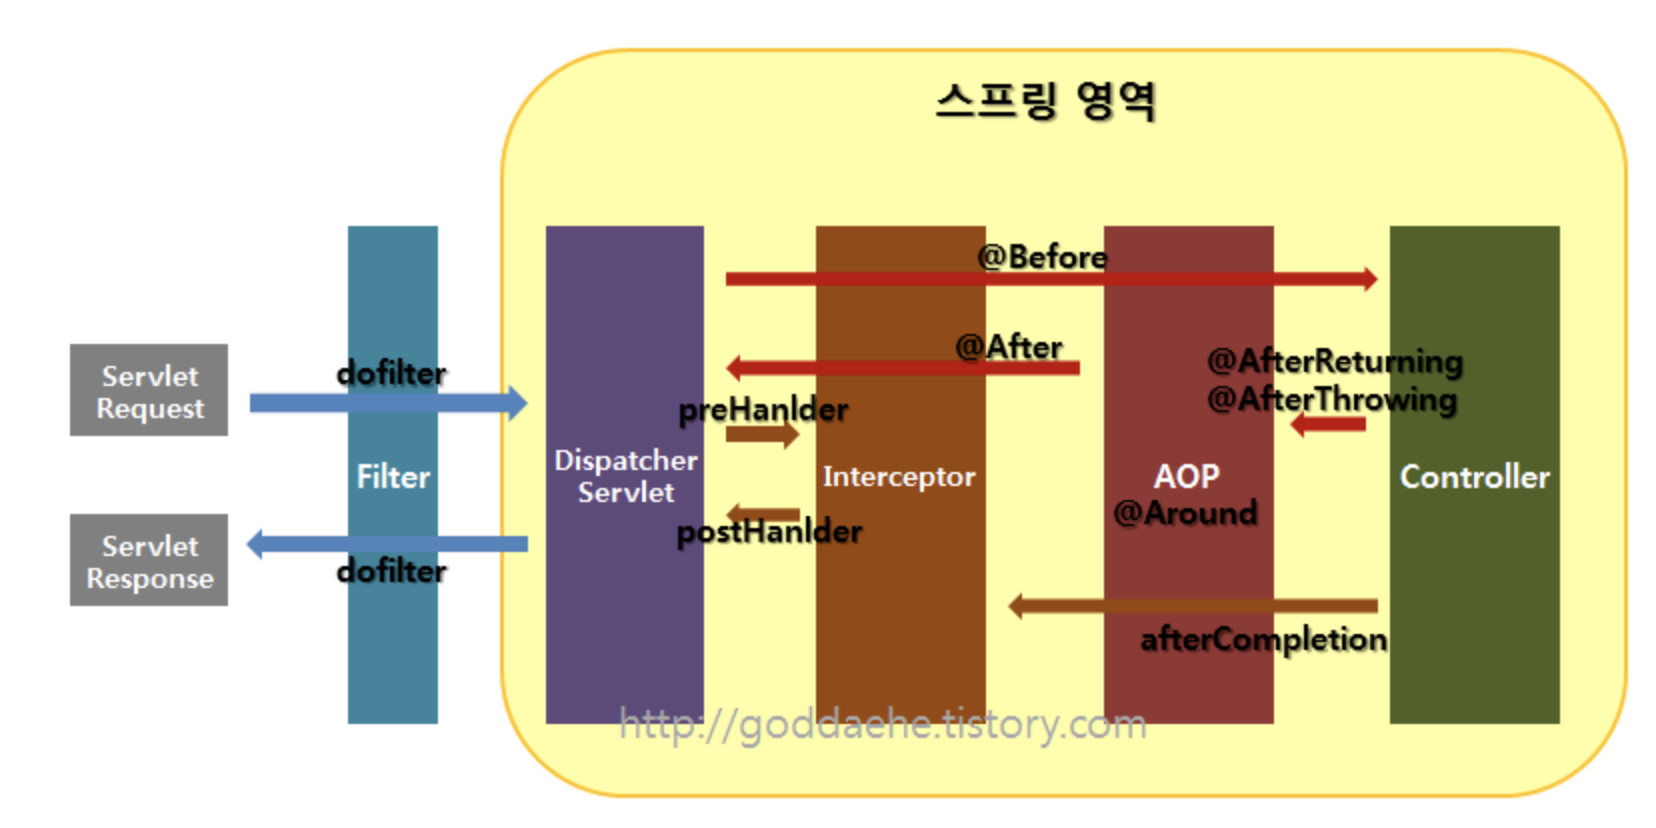 스프링 영역
@Before
@After
@AfterReturning
@AfterThrowing
Servlet
Request
dofilter
preHanlder
Filter
Dispatcher
Servlet
Interceptor
AOP
@Around
Controller
postHanlder
Servlet
Response
dofilter
afterCompletion
http://goddaehe.tistory.com